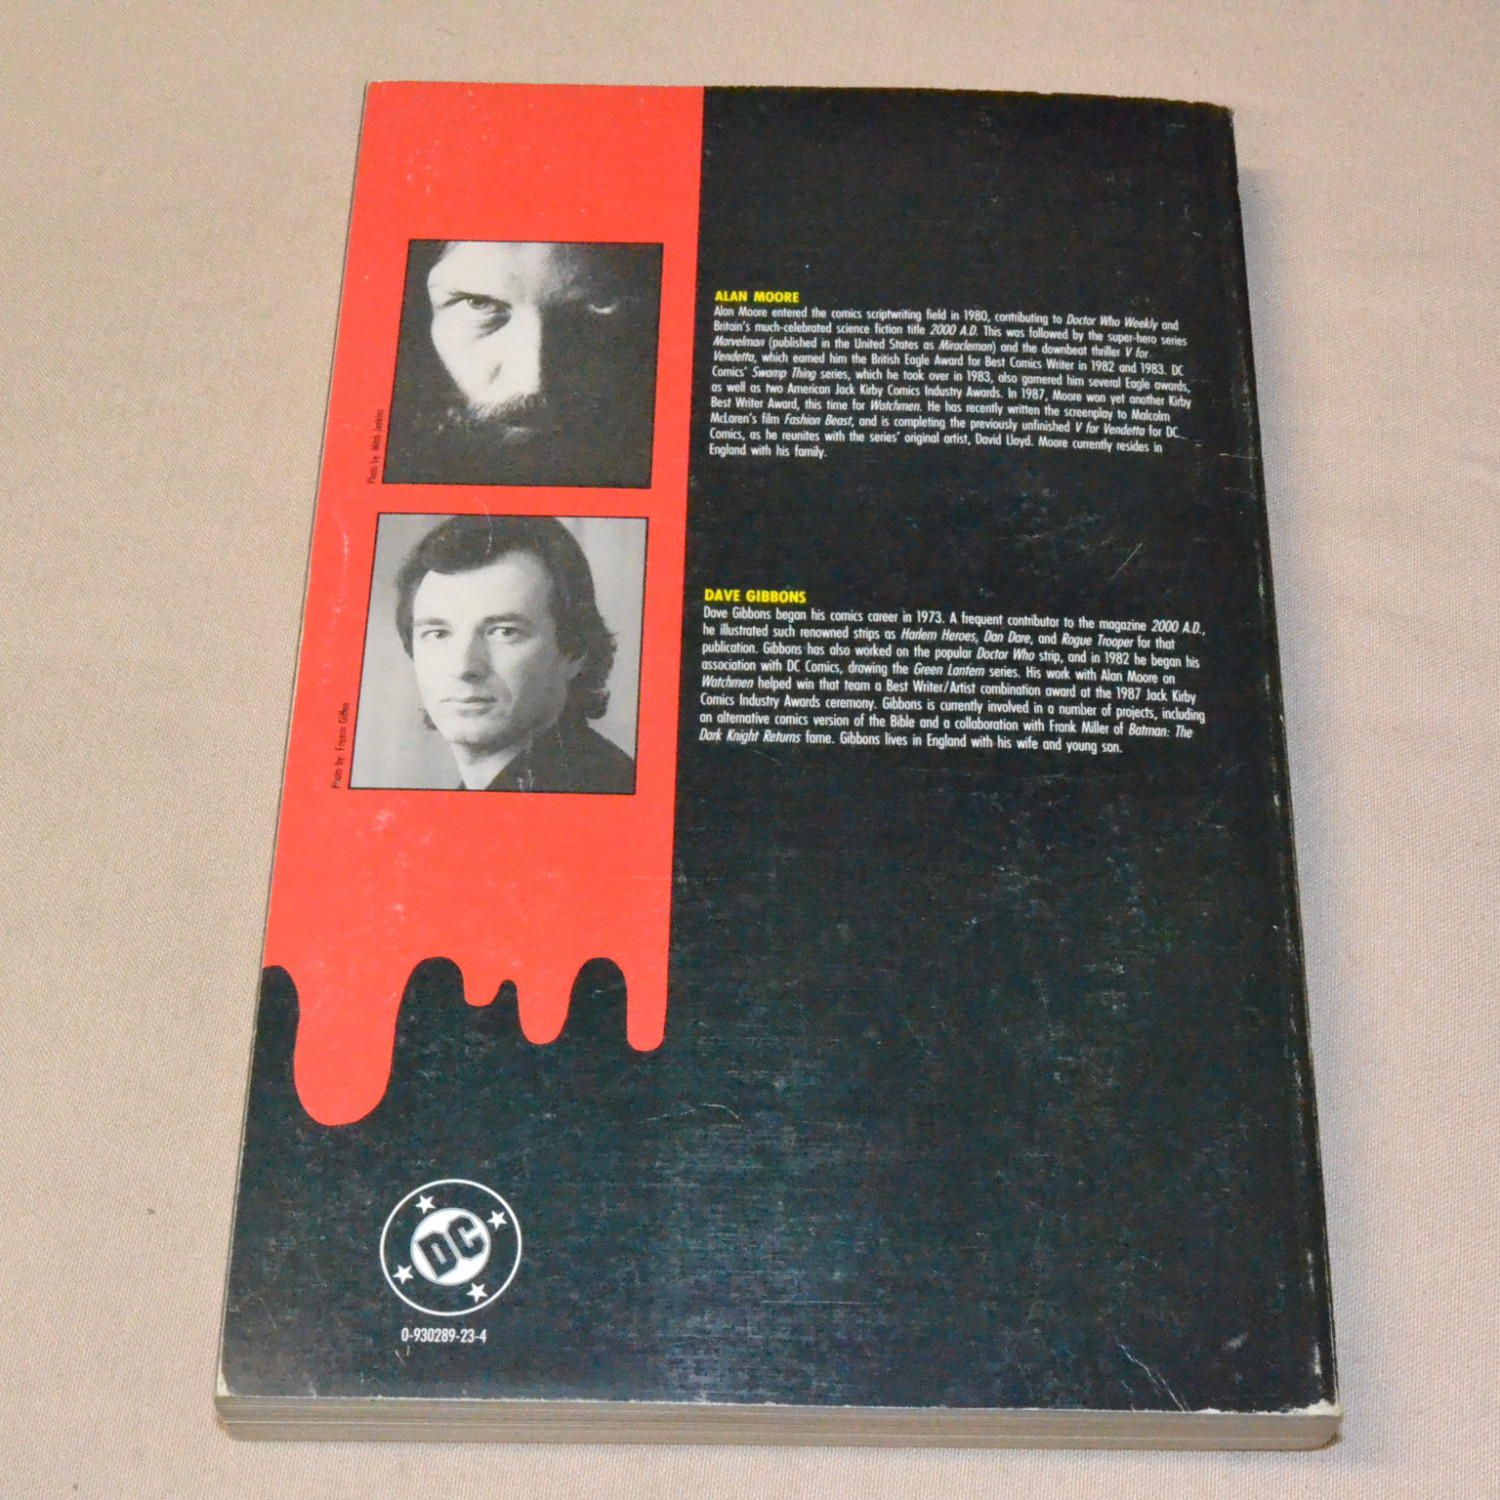 ALAN MOORE
Alan Moore entered the comics scriptwriting field in 1980, contributing to Doctor Who Weekly and
Britain's much-celebrated science fiction title 2000 A.D. This was followed by the super-hero series
Marvelman (published in the United States as Miracleman) and the downbeat thriller V for
Vendetta, which earned him the British Eagle Award for Best Comics Writer in 1982 and 1983. DC
Comics' Swamp Thing series, which he took over in 1983, also garnered him several Eagle awards,
as well as two American Jack Kirby Comics Industry Awards. In 1987, Moore won yet another Kirby
Best Writer Award, this time for Watchmen. He has recently written the screenplay to Malcolm
McLaren's film Fashion Beast, and is completing the previously unfinished V for Vendetta for DC
Comics, as he reunites with the series' original artist, David Lloyd. Moore currently resides in
England with his family.
Photo by: Mitch Jenkins
DAVE GIBBONS
Dave Gibbons began his comics career in 1973. A frequent contributor to the magazine 2000 A.D.,
he illustrated such renowned strips as Harlem Heroes, Dan Dare, and Rogue Trooper for that
publication. Gibbons has also worked on the popular Doctor Who strip, and in 1982 he began his
association with DC Comics, drawing the Green Lantern series. His work with Alan Moore on
Watchmen helped win that team a Best Writer/Artist combination award at the 1987 Jack Kirby
Comics Industry Awards ceremony. Gibbons is currently involved in a number of projects, including
an alternative comics version of the Bible and a collaboration with Frank Miller of Batman: The
Dark Knight Returns fame. Gibbons lives in England with his wife and young son.
Photo by: Francis Giffen
DC
0-930289-23-4